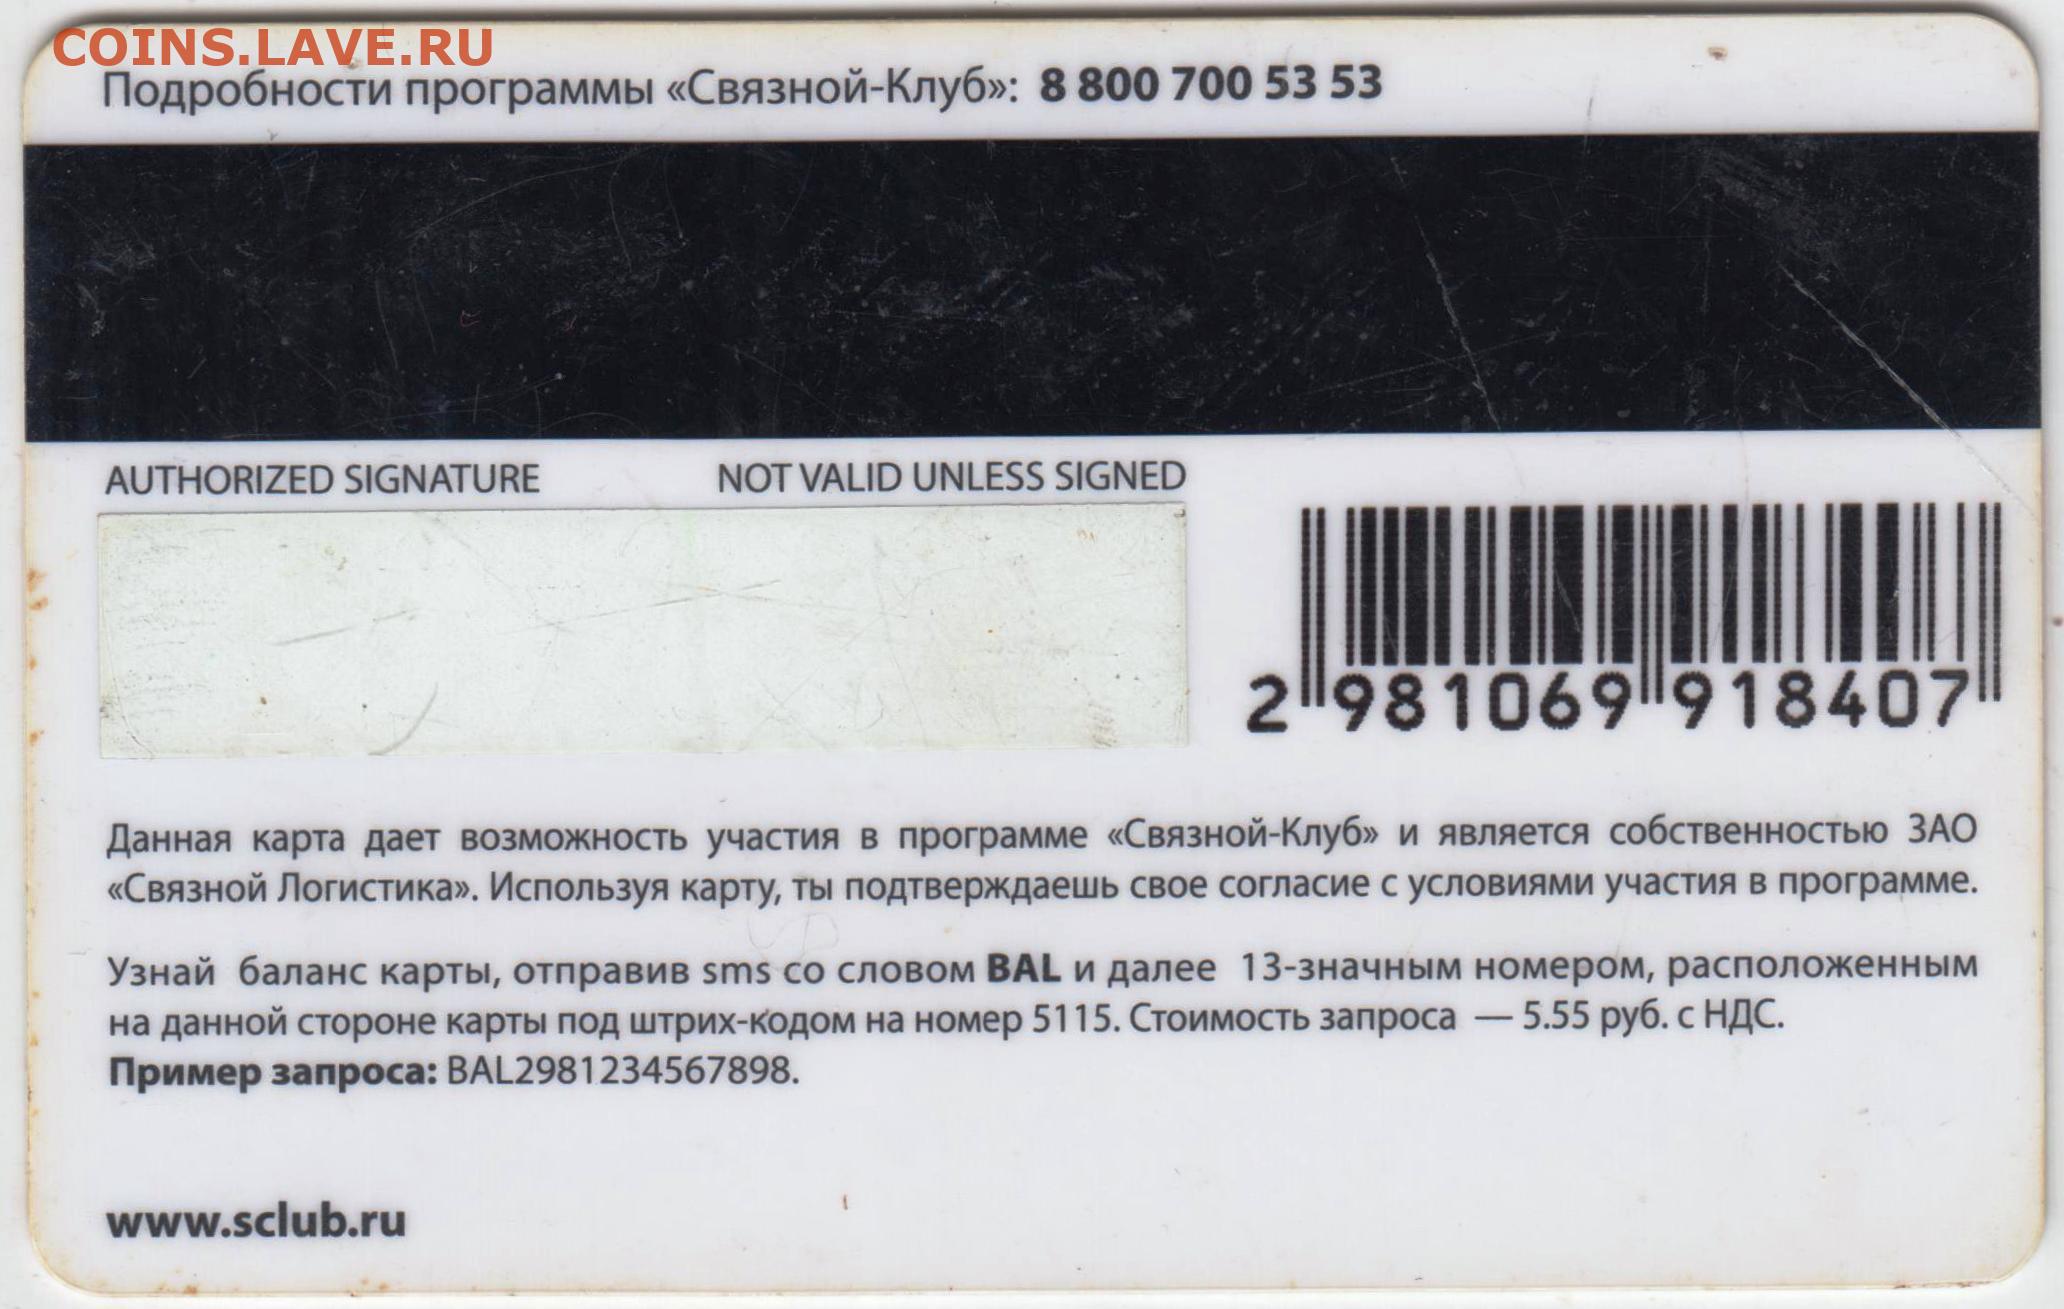 COINS.LAVE.RU
Подробности программы «Связной-Клуб»: 8 800 700 53 53
AUTHORIZED SIGNATURE NOT VALID UNLESS SIGNED
2 981069 918407
Данная карта дает возможность участия в программе «Связной-Клуб» и является собственностью ЗАО
«Связной Логистика». Используя карту, ты подтверждаешь свое согласие с условиями участия в программе.
Узнай баланс карты, отправив sms со словом BAL и далее 13-значным номером, расположенным
на данной стороне карты под штрих-кодом на номер 5115. Стоимость запроса — 5.55 руб. с НДС.
Пример запроса: BAL2981234567898.
www.sclub.ru